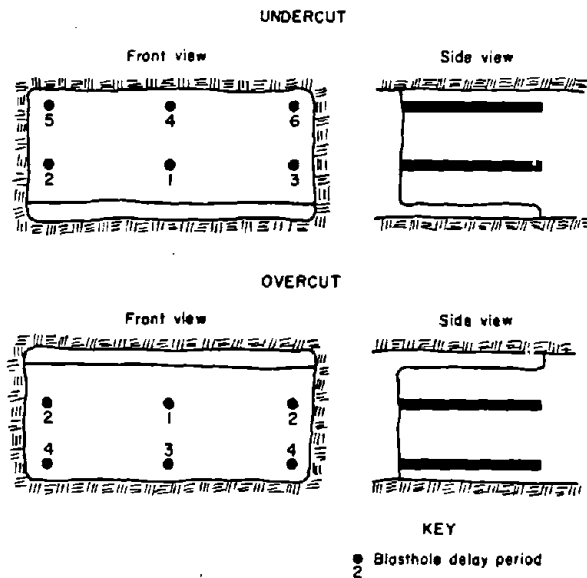 UNDERCUT
Front view
Side view
5 4 6
2 1 3
OVERCUT
Front view
Side view
2 1 2
4 3 4
KEY
Blasthole delay period
2